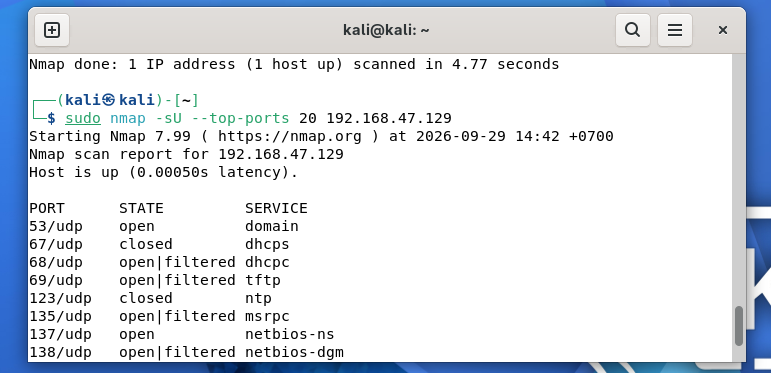 kali@kali: ~
Nmap done: 1 IP address (1 host up) scanned in 4.77 seconds
┌──(kali㉿kali)-[~]
└─$ sudo nmap -sU --top-ports 20 192.168.47.129
Starting Nmap 7.99 ( https://nmap.org ) at 2026-09-29 14:42 +0700
Nmap scan report for 192.168.47.129
Host is up (0.00050s latency).
PORT    STATE         SERVICE
53/udp  open          domain
67/udp  closed        dhcps
68/udp  open|filtered dhcpc
69/udp  open|filtered tftp
123/udp closed        ntp
135/udp open|filtered msrpc
137/udp open          netbios-ns
138/udp open|filtered netbios-dgm